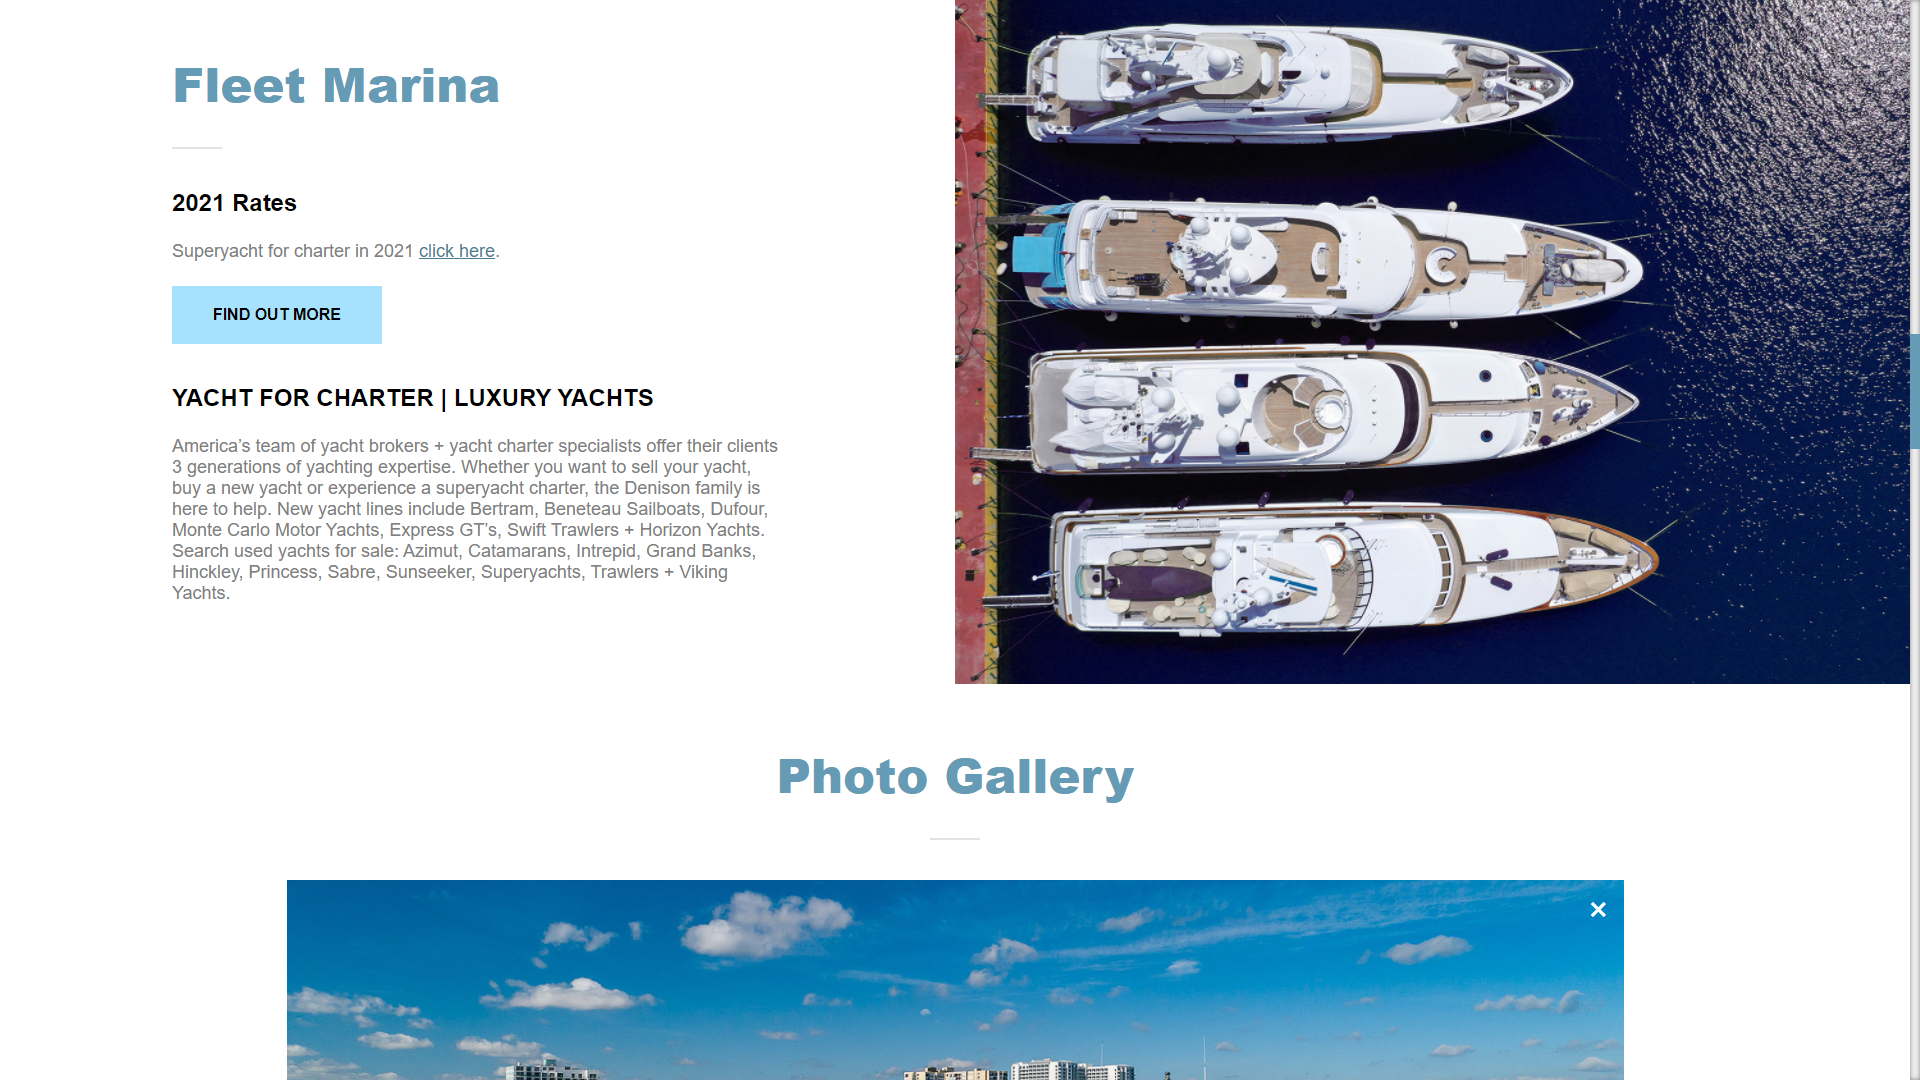 Fleet Marina
2021 Rates
Superyacht for charter in 2021 click here.
FIND OUT MORE
YACHT FOR CHARTER | LUXURY YACHTS
America’s team of yacht brokers + yacht charter specialists offer their clients
3 generations of yachting expertise. Whether you want to sell your yacht,
buy a new yacht or experience a superyacht charter, the Denison family is
here to help. New yacht lines include Bertram, Beneteau Sailboats, Dufour,
Monte Carlo Motor Yachts, Express GT’s, Swift Trawlers + Horizon Yachts.
Search used yachts for sale: Azimut, Catamarans, Intrepid, Grand Banks,
Hinckley, Princess, Sabre, Sunseeker, Superyachts, Trawlers + Viking
Yachts.
Photo Gallery